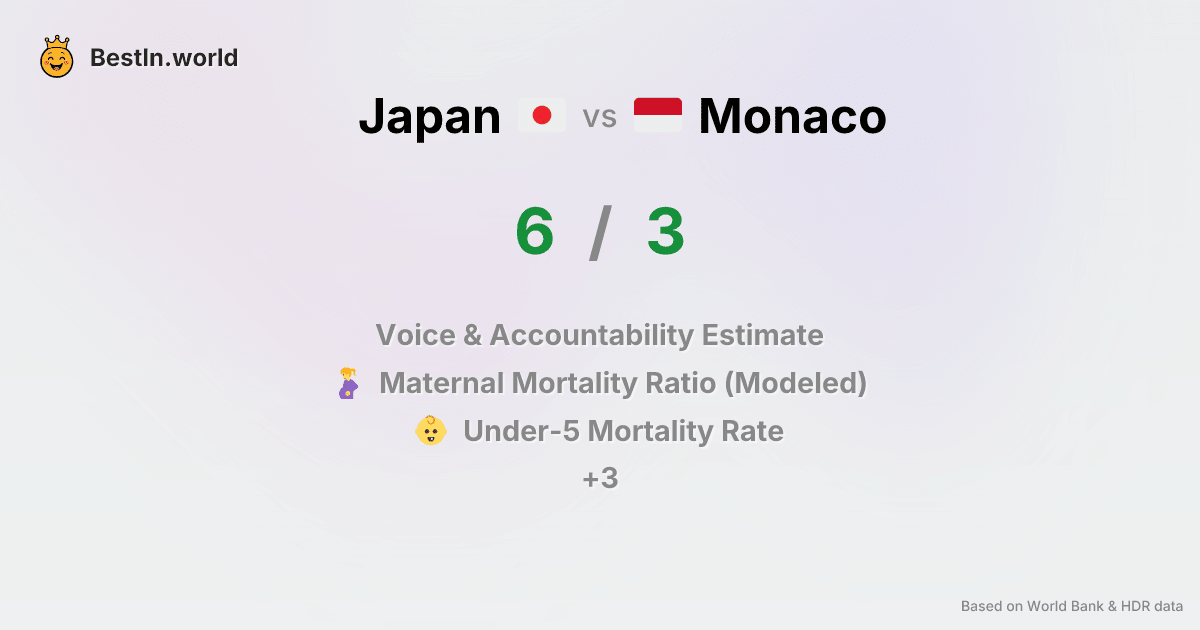 BestIn.world
Japan vs Monaco
6 / 3
Voice & Accountability Estimate
Maternal Mortality Ratio (Modeled)
Under-5 Mortality Rate
+3
Based on World Bank & HDR data